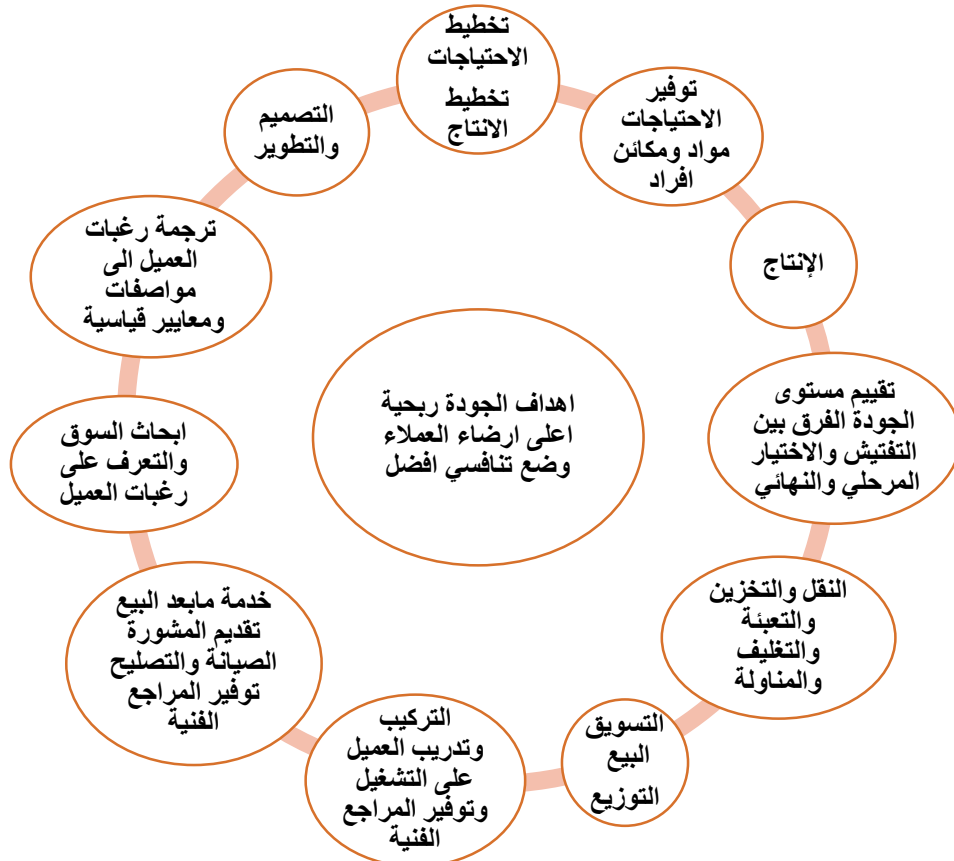 تخطيط
الاحتياجات
تخطيط
الانتاج
توفير
الاحتياجات
مواد ومكائن
افراد
الإنتاج
تقييم مستوى
الجودة الفرق بين
التفتيش والاختيار
المرحلي والنهائي
النقل والتخزين
والتعبئة
والتغليف
والمناولة
التسويق
البيع
التوزيع
التركيب
وتدريب العميل
على التشغيل
وتوفير المراجع
الفنية
خدمة مابعد البيع
تقديم المشورة
الصيانة والتصليح
توفير المراجع
الفنية
ابحاث السوق
والتعرف على
رغبات العميل
ترجمة رغبات
العميل الى
مواصفات
ومعايير قياسية
التصميم
والتطوير
اهداف الجودة ربحية
اعلى ارضاء العملاء
وضع تنافسي افضل